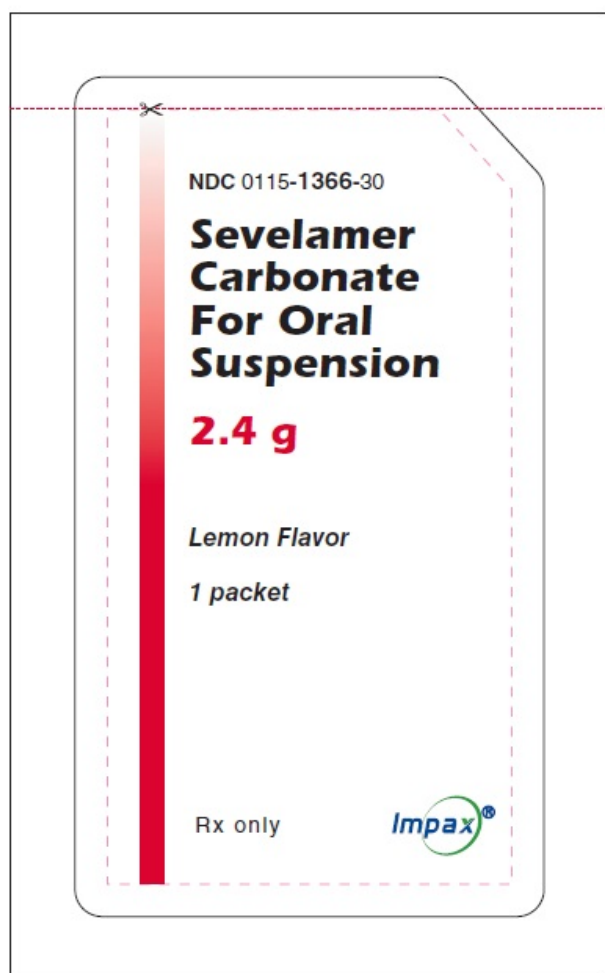 NDC 0115-1366-30
Sevelamer
Carbonate
For Oral
Suspension
2.4 g
Lemon Flavor
1 packet
Rx only
Impax®